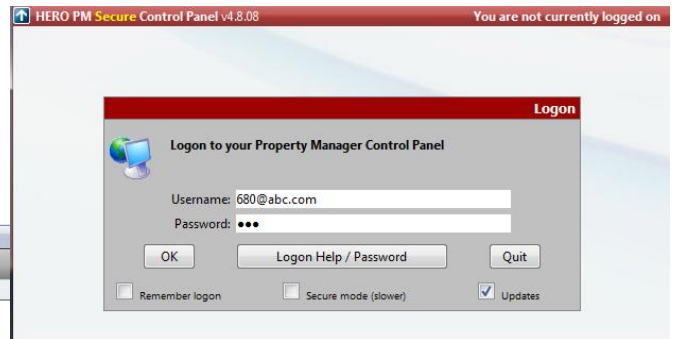 HERO PM Secure Control Panel v4.8.08 You are not currently logged on
Logon
Logon to your Property Manager Control Panel
Username: 680@abc.com
Password: ●●●
OK Logon Help / Password Quit
Remember logon Secure mode (slower) Updates